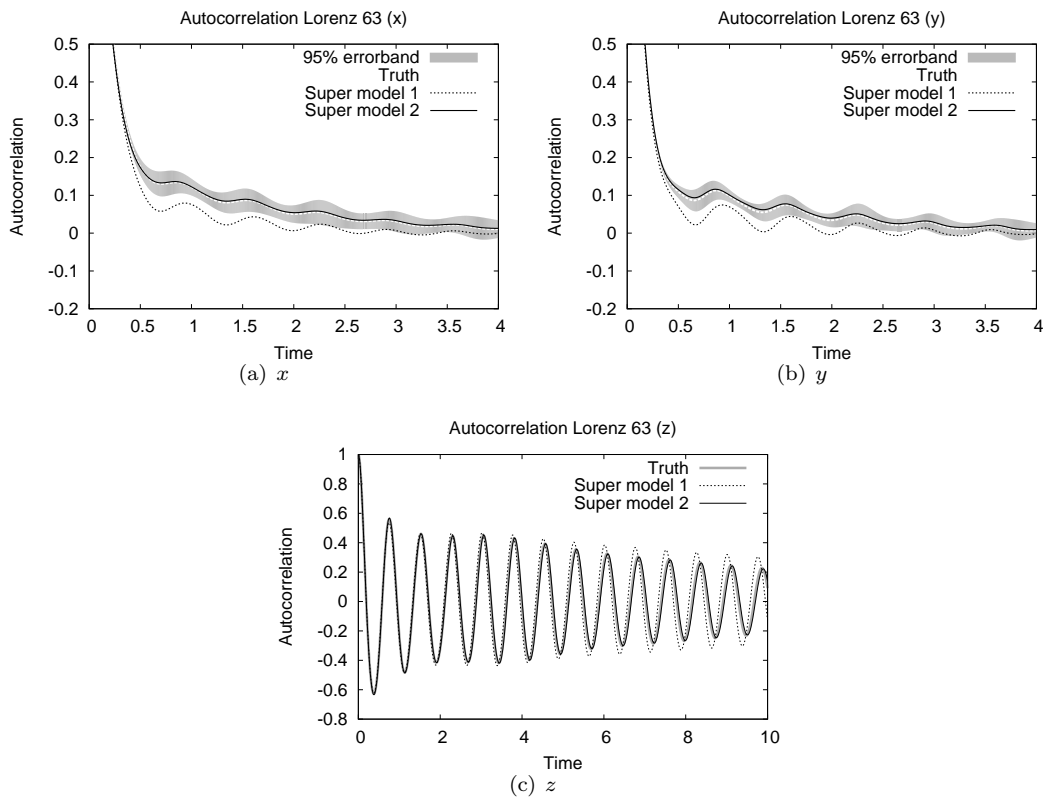 Autocorrelation Lorenz 63 (x)
0.5
0.4
0.3
0.2
0.1
0
-0.1
-0.2
Autocorrelation
95% errorband
Truth
Super model 1
Super model 2
0 0.5 1 1.5 2 2.5 3 3.5 4
Time
(a) x
Autocorrelation Lorenz 63 (y)
0.5
0.4
0.3
0.2
0.1
0
-0.1
-0.2
Autocorrelation
95% errorband
Truth
Super model 1
Super model 2
0 0.5 1 1.5 2 2.5 3 3.5 4
Time
(b) y
Autocorrelation Lorenz 63 (z)
1
0.8
0.6
0.4
0.2
0
-0.2
-0.4
-0.6
-0.8
Autocorrelation
Truth
Super model 1
Super model 2
0 2 4 6 8 10
Time
(c) z